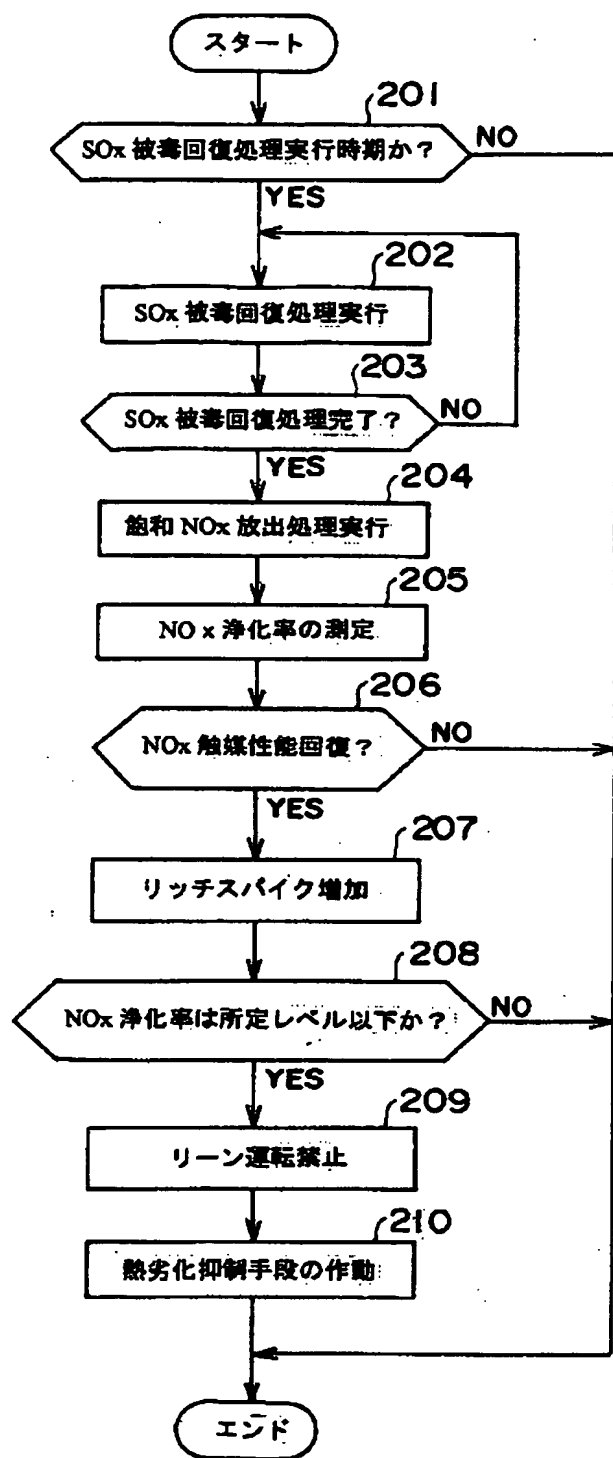 スタート
201
SOx 被毒回復処理実行時期か？
NO
YES
202
SOx 被毒回復処理実行
203
SOx 被毒回復処理完了？
NO
YES
204
飽和 NOx 放出処理実行
205
NO x 浄化率の測定
206
NOx 触媒性能回復？
NO
YES
207
リッチスパイク増加
208
NOx 浄化率は所定レベル以下か？
NO
YES
209
リーン運転禁止
210
熱劣化抑制手段の作動
エンド